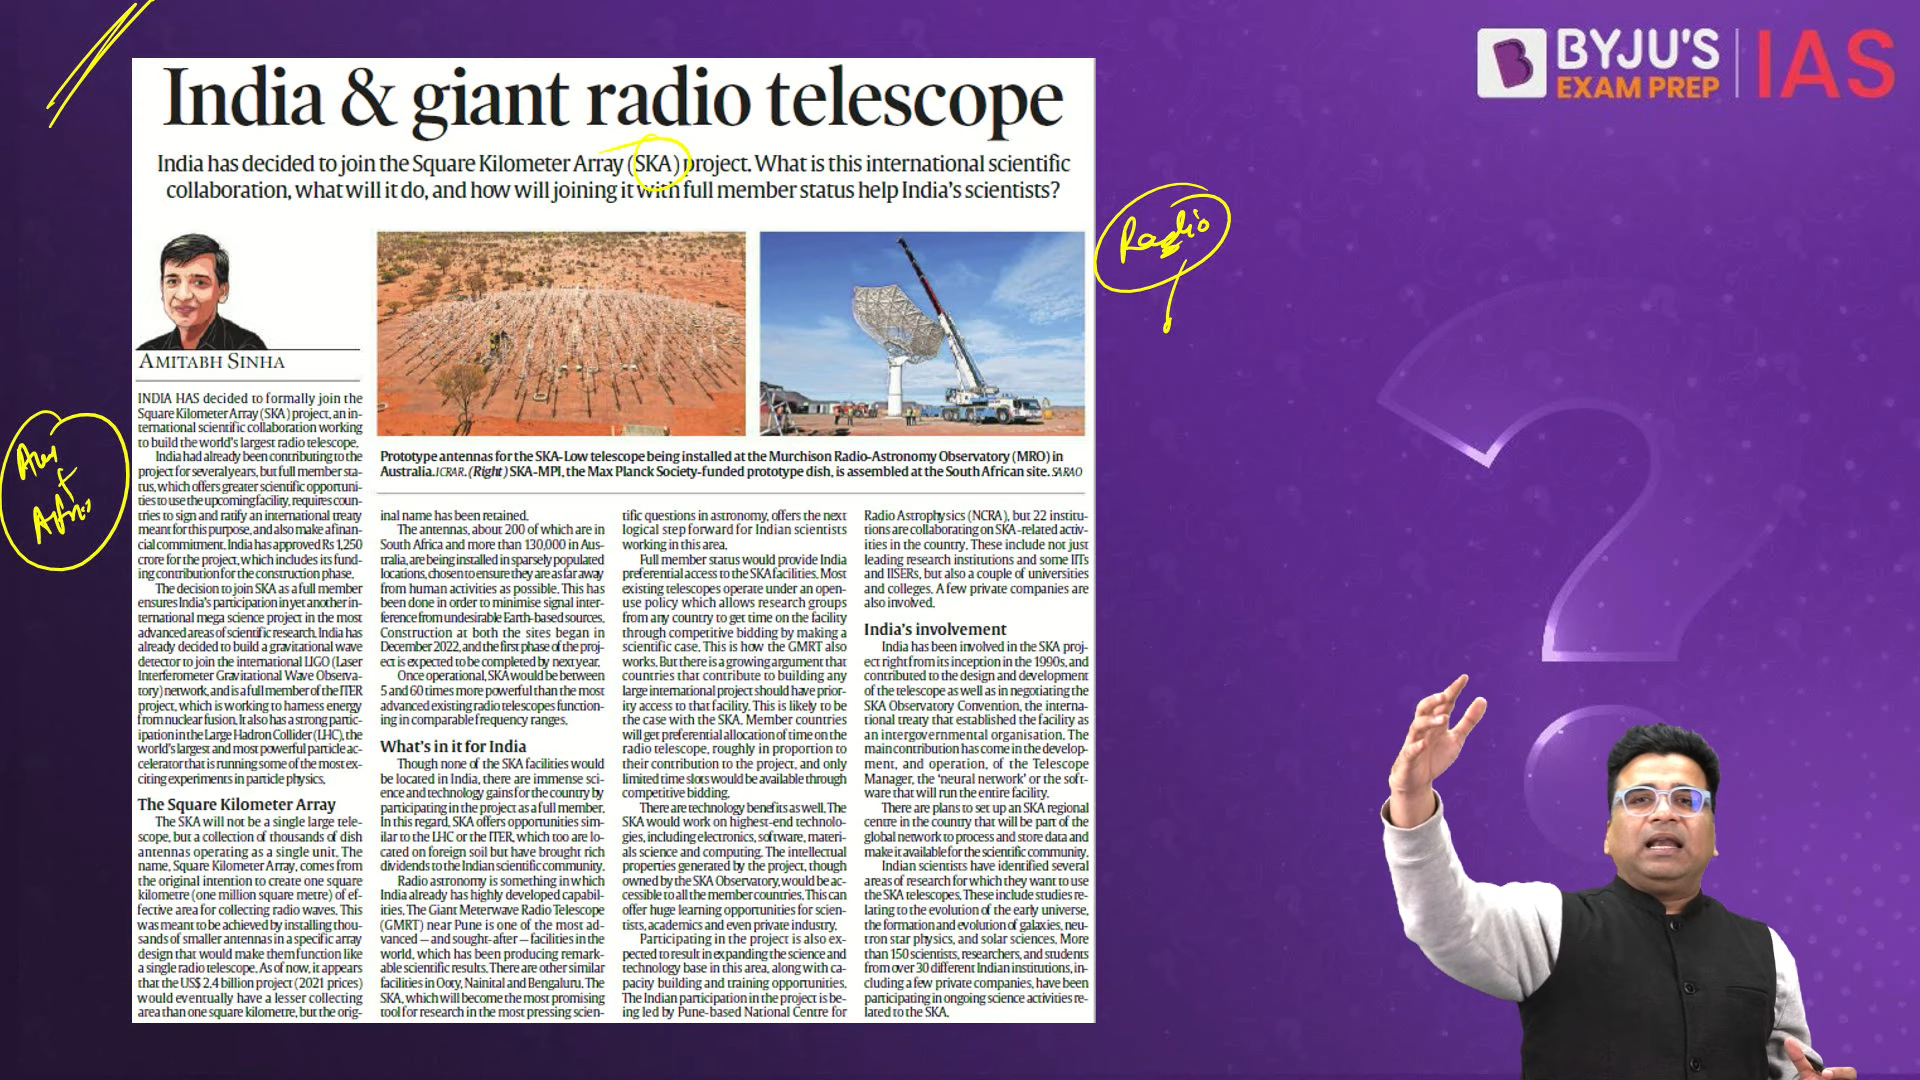 BYJU'S
EXAM PREP
IAS
India & giant radio telescope
India has decided to join the Square Kilometer Array (SKA) project. What is this international scientific
collaboration, what will it do, and how will joining it with full member status help India's scientists?
Radio
AMITABH SINHA
INDIA HAS decided to formally join the
Square Kilometer Array (SKA) project, an in-
ternational scientific collaboration working
to build the world's largest radio telescope.
India had already been contributing to the
project for several years, but full member sta-
tus, which offers greater scientific opportuni-
ties to use the upcoming facility, requires coun-
tries to sign and ratify an international treaty
meant for this purpose, and also make a finan-
cial commitment. India has approved Rs 1,250
crore for the project, which includes its fund-
ing contribution for the construction phase.
The decision to join SKA as a full member
ensures India's participation in yet another in-
ternational mega science project in the most
advanced areas of scientific research. India has
already decided to build a gravitational wave
detector to join the international LIGO (Laser
Interferometer Gravitational Wave Observa-
tory) network, and is a full member of the ITER
project, which is working to harness energy
from nuclear fusion. It also has a strong partic-
ipation in the Large Hadron Collider (LHC), the
world's largest and most powerful particle ac-
celerator that is running some of the most ex-
citing experiments in particle physics.
The Square Kilometer Array
The SKA will not be a single large tele-
scope, but a collection of thousands of dish
antennas operating as a single unit. The
name, Square Kilometer Array, comes from
the original intention to create one square
kilometre (one million square metre) of ef-
fective area for collecting radio waves. This
was meant to be achieved by installing thou-
sands of smaller antennas in a specific array
design that would make them function like
a single radio telescope. As of now, it appears
that the US$ 2.4 billion project (2021 prices)
would eventually have a lesser collecting
area than one square kilometre, but the orig-
Prototype antennas for the SKA-Low telescope being installed at the Murchison Radio-Astronomy Observatory (MRO) in
Australia. ICRAR. (Right) SKA-MPI, the Max Planck Society-funded prototype dish, is assembled at the South African site. SARAO
inal name has been retained.
The antennas, about 200 of which are in
South Africa and more than 130,000 in Aus-
tralia, are being installed in sparsely populated
locations, chosen to ensure they are as far away
from human activities as possible. This has
been done in order to minimise signal inter-
ference from undesirable Earth-based sources.
Construction at both the sites began in
December 2022, and the first phase of the proj-
ect is expected to be completed by next year.
Once operational, SKA would be between
5 and 60 times more powerful than the most
advanced existing radio telescopes function-
ing in comparable frequency ranges.
What's in it for India
Though none of the SKA facilities would
be located in India, there are immense sci-
ence and technology gains for the country by
participating in the project as a full member.
In this regard, SKA offers opportunities sim-
ilar to the LHC or the ITER, which too are lo-
cated on foreign soil but have brought rich
dividends to the Indian scientific community.
Radio astronomy is something in which
India already has highly developed capabil-
ities. The Giant Meterwave Radio Telescope
(GMRT) near Pune is one of the most ad-
vanced — and sought-after — facilities in the
world, which has been producing remark-
able scientific results. There are other similar
facilities in Ooty, Nainital and Bengaluru. The
SKA, which will become the most promising
tool for research in the most pressing scien-
tific questions in astronomy, offers the next
logical step forward for Indian scientists
working in this area.
Full member status would provide India
preferential access to the SKA facilities. Most
existing telescopes operate under an open-
use policy which allows research groups
from any country to get time on the facility
through competitive bidding by making a
scientific case. This is how the GMRT also
works. But there is a growing argument that
countries that contribute to building any
large international project should have prior-
ity access to that facility. This is likely to be
the case with the SKA. Member countries
will get preferential allocation of time on the
radio telescope, roughly in proportion to
their contribution to the project, and only
limited time slots would be available through
competitive bidding.
There are technology benefits as well. The
SKA would work on highest-end technolo-
gies, including electronics, software, materi-
als science and computing. The intellectual
properties generated by the project, though
owned by the SKA Observatory, would be ac-
cessible to all the member countries. This can
offer huge learning opportunities for scien-
tists, academics and even private industry.
Participating in the project is also ex-
pected to result in expanding the science and
technology base in this area, along with ca-
pacity building and training opportunities.
The Indian participation in the project is be-
ing led by Pune-based National Centre for
Radio Astrophysics (NCRA), but 22 institu-
tions are collaborating on SKA-related activ-
ities in the country. These include not just
leading research institutions and some IITs
and IISERs, but also a couple of universities
and colleges. A few private companies are
also involved.
India's involvement
India has been involved in the SKA proj-
ect right from its inception in the 1990s, and
contributed to the design and development
of the telescope as well as in negotiating the
SKA Observatory Convention, the interna-
tional treaty that established the facility as
an intergovernmental organisation. The
main contribution has come in the develop-
ment, and operation, of the Telescope
Manager, the 'neural network' or the soft-
ware that will run the entire facility.
There are plans to set up an SKA regional
centre in the country that will be part of the
global network to process and store data and
make it available for the scientific community.
Indian scientists have identified several
areas of research for which they want to use
the SKA telescopes. These include studies re-
lating to the evolution of the early universe,
the formation and evolution of galaxies, neu-
tron star physics, and solar sciences. More
than 150 scientists, researchers, and students
from over 30 different Indian institutions, in-
cluding a few private companies, have been
participating in ongoing science activities re-
lated to the SKA.